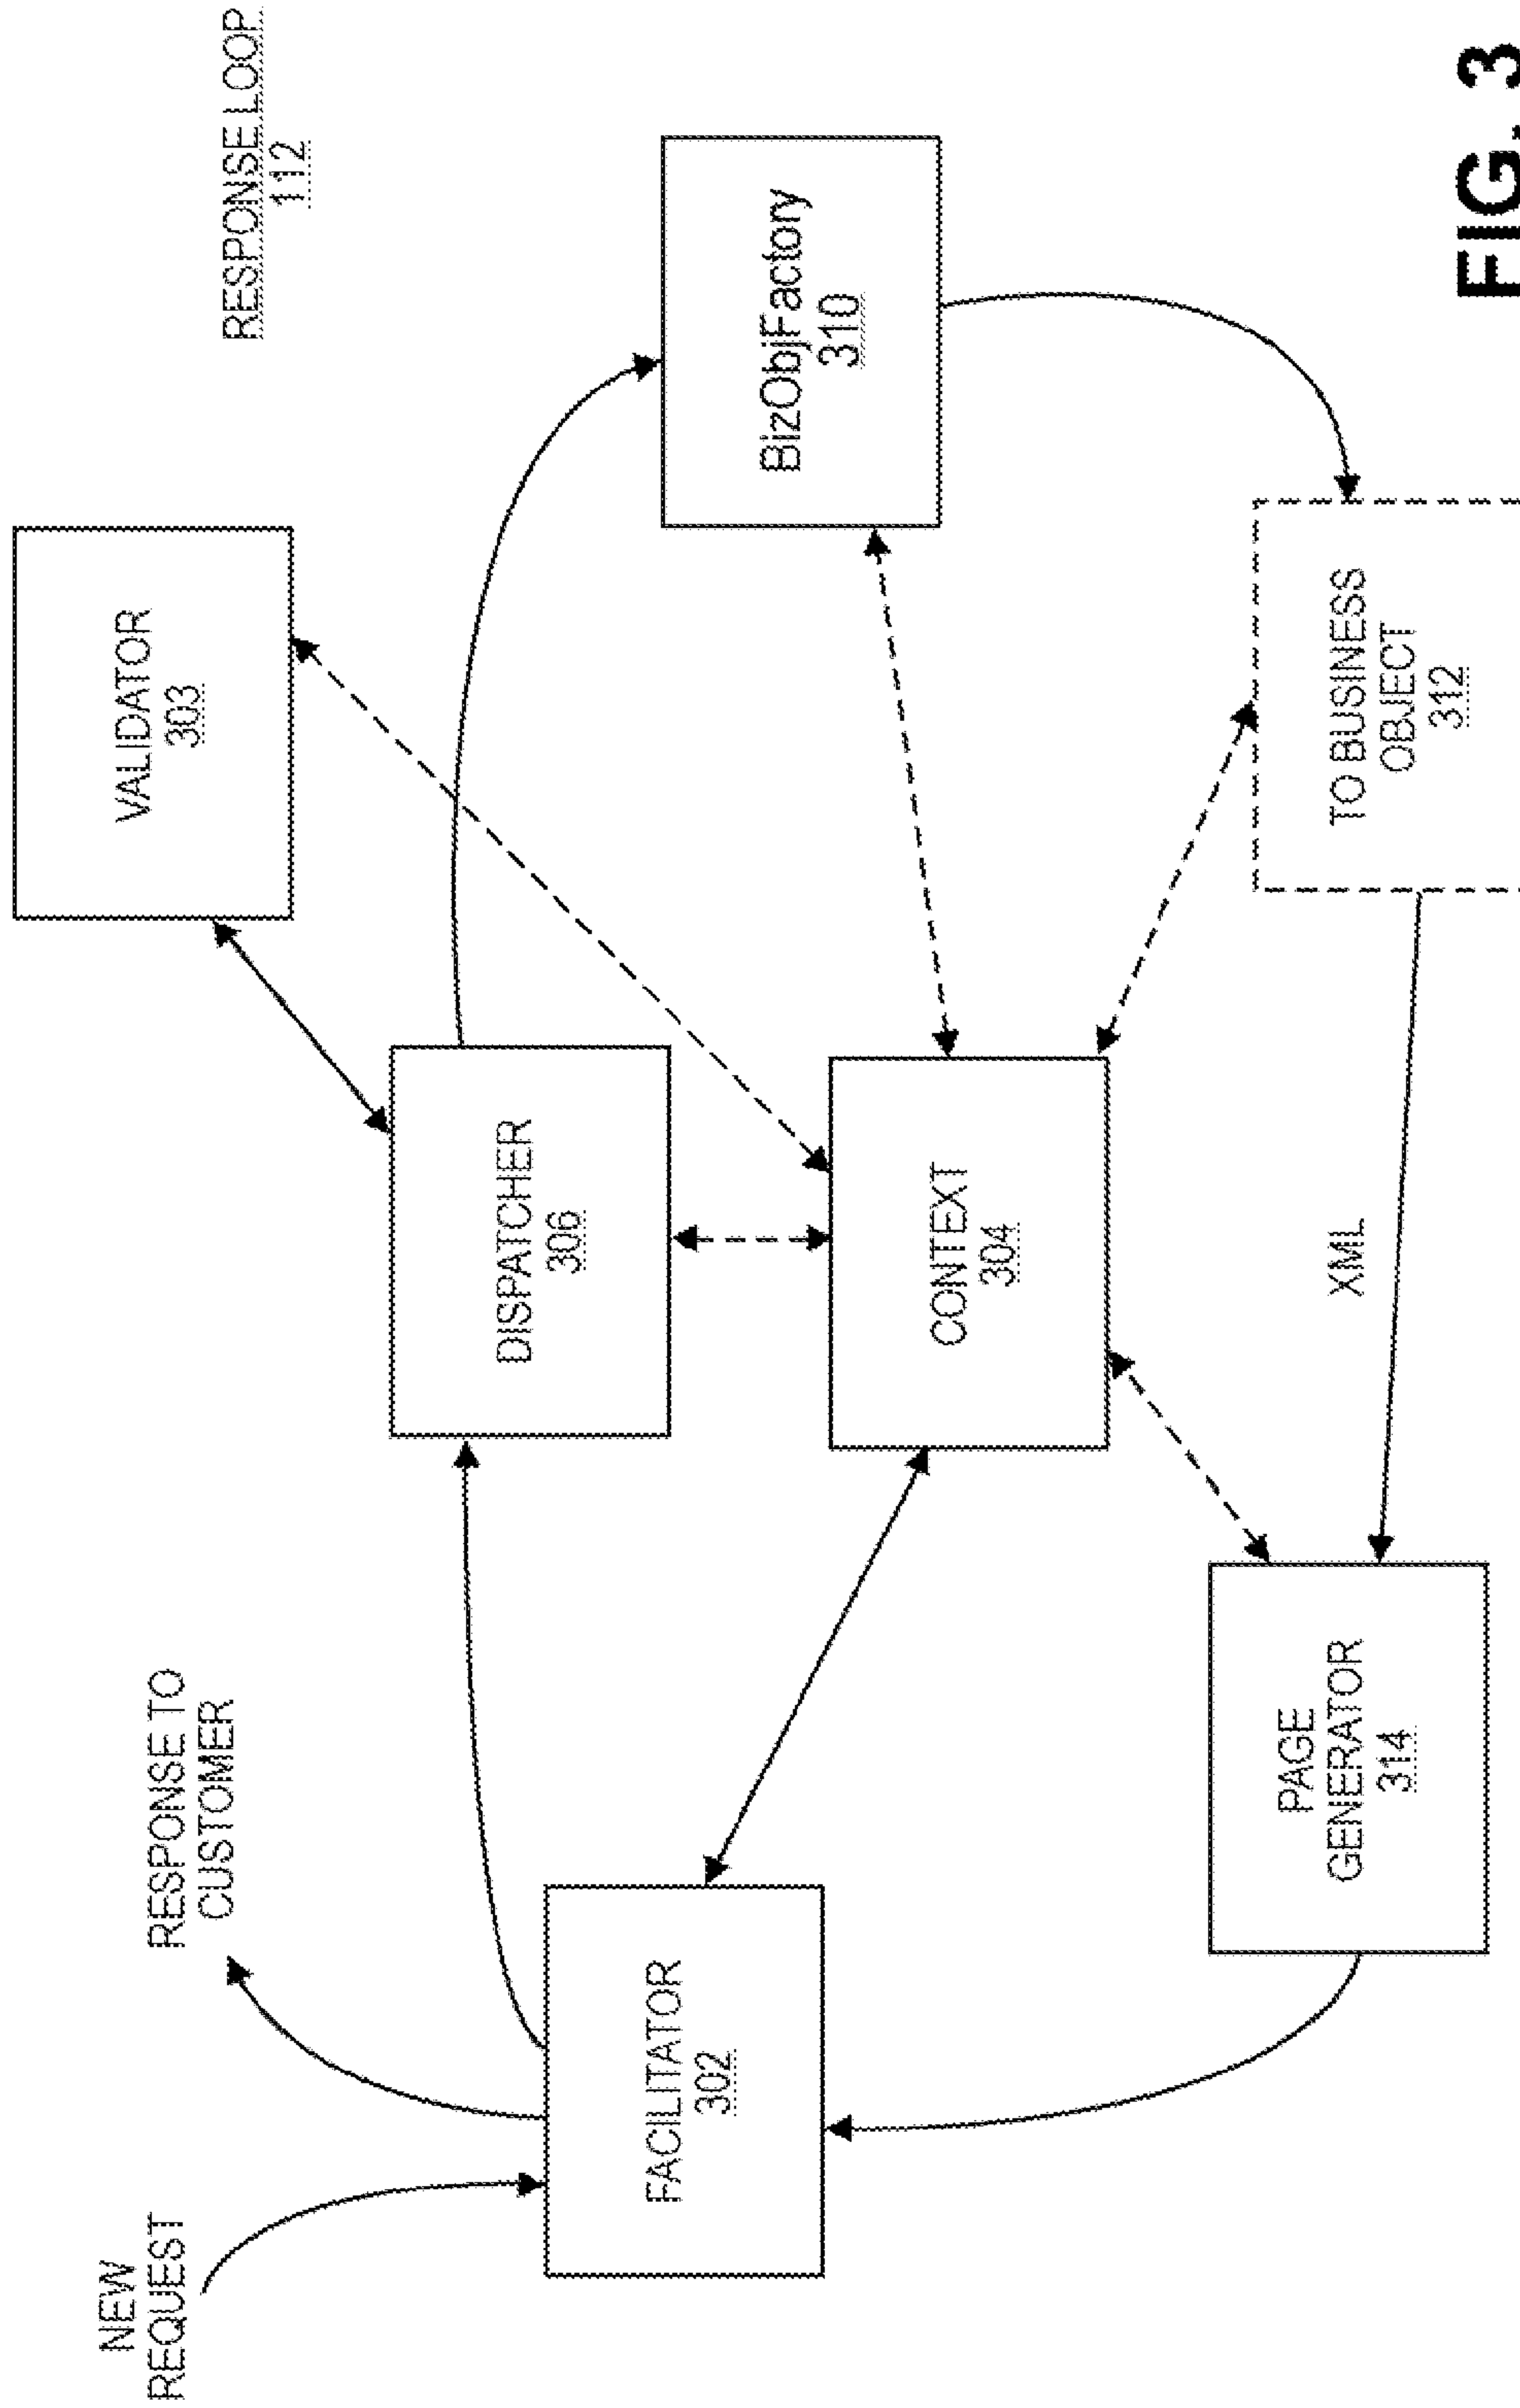 RESPONSE LOOP
112
NEW
REQUEST
RESPONSE TO
CUSTOMER
VALIDATOR
303
DISPATCHER
306
FACILITATOR
302
CONTEXT
304
BizObjFactory
310
PAGE
GENERATOR
314
XML
TO BUSINESS
OBJECT
312
FIG. 3